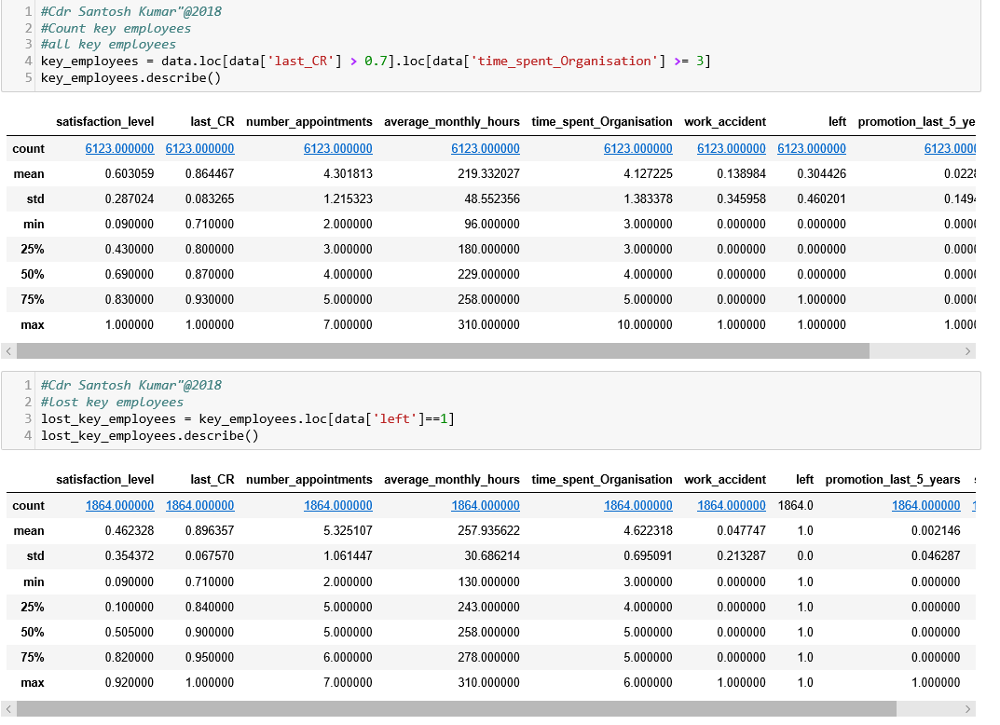 1 #Cdr Santosh Kumar"@2018
2 #Count key employees
3 #all key employees
4 key_employees = data.loc[data['last_CR'] > 0.7].loc[data['time_spent_Organisation'] >= 3]
5 key_employees.describe()
satisfaction_level last_CR number_appointments average_monthly_hours time_spent_Organisation work_accident left promotion_last_5_ye
count 6123.000000 6123.000000 6123.000000 6123.000000 6123.000000 6123.000000 6123.000000 6123.000
mean 0.603059 0.864467 4.301813 219.332027 4.127225 0.138984 0.304426 0.022
std 0.287024 0.083265 1.215323 48.552356 1.383378 0.345958 0.460201 0.149
min 0.090000 0.710000 2.000000 96.000000 3.000000 0.000000 0.000000 0.000
25% 0.430000 0.800000 3.000000 180.000000 3.000000 0.000000 0.000000 0.000
50% 0.690000 0.870000 4.000000 229.000000 4.000000 0.000000 0.000000 0.000
75% 0.830000 0.930000 5.000000 258.000000 5.000000 0.000000 1.000000 0.000
max 1.000000 1.000000 7.000000 310.000000 10.000000 1.000000 1.000000 1.000
1 #Cdr Santosh Kumar"@2018
2 #lost key employees
3 lost_key_employees = key_employees.loc[data['left']==1]
4 lost_key_employees.describe()
satisfaction_level last_CR number_appointments average_monthly_hours time_spent_Organisation work_accident left promotion_last_5_years
count 1864.000000 1864.000000 1864.000000 1864.000000 1864.000000 1864.000000 1864.0 1864.000000
mean 0.462328 0.896357 5.325107 257.935622 4.622318 0.047747 1.0 0.002146
std 0.354372 0.067570 1.061447 30.686214 0.695091 0.213287 0.0 0.046287
min 0.090000 0.710000 2.000000 130.000000 3.000000 0.000000 1.0 0.000000
25% 0.100000 0.840000 5.000000 243.000000 4.000000 0.000000 1.0 0.000000
50% 0.505000 0.900000 5.000000 258.000000 5.000000 0.000000 1.0 0.000000
75% 0.820000 0.950000 6.000000 278.000000 5.000000 0.000000 1.0 0.000000
max 0.920000 1.000000 7.000000 310.000000 6.000000 1.000000 1.0 1.000000